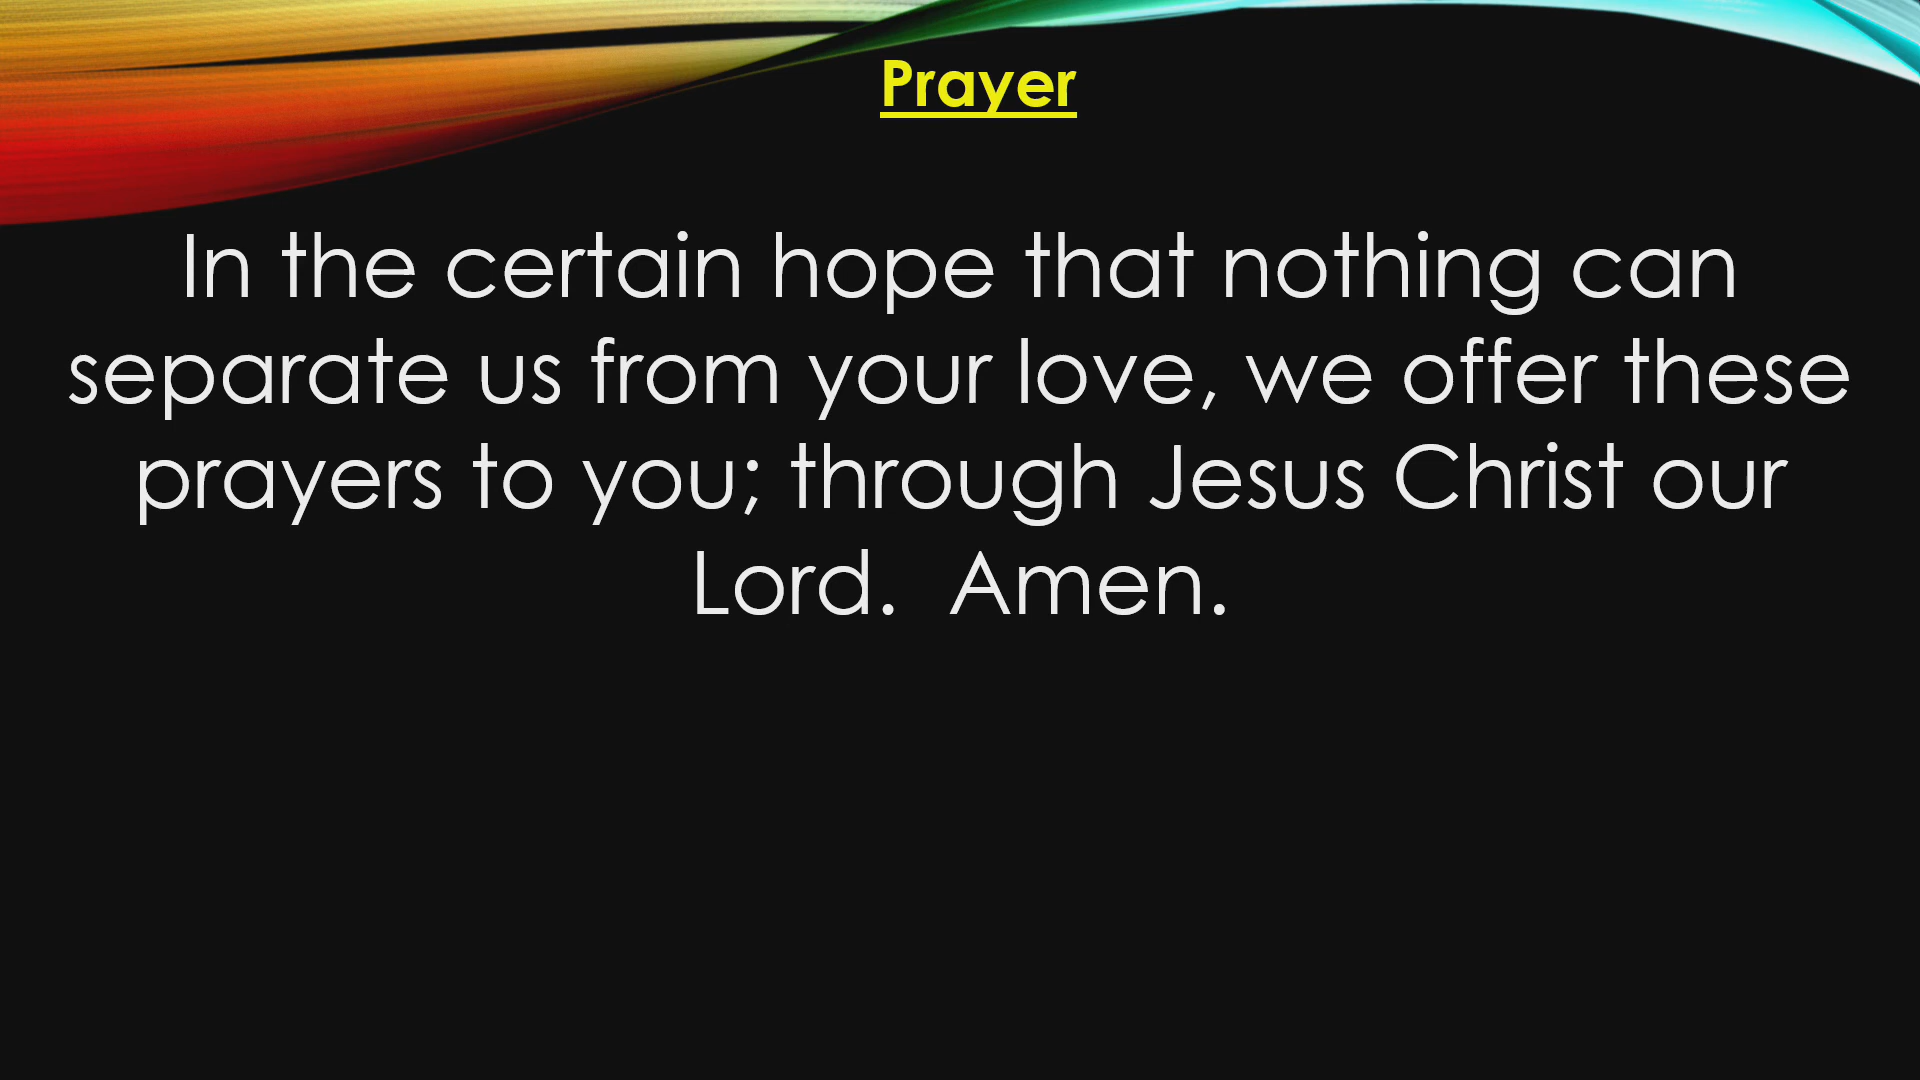 Prayer
In the certain hope that nothing can
separate us from your love, we offer these
prayers to you; through Jesus Christ our
Lord.  Amen.